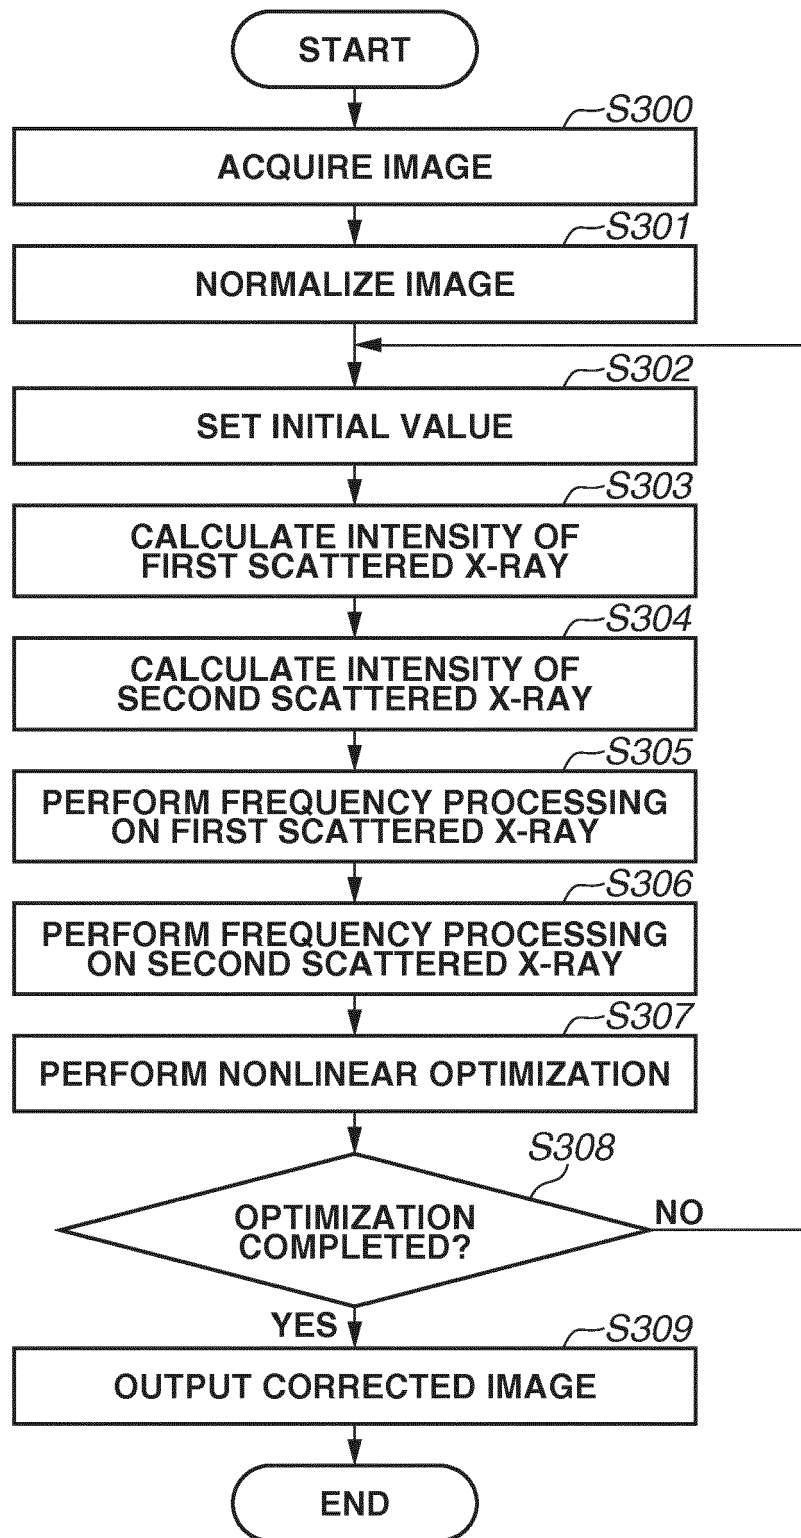 START
S300
ACQUIRE IMAGE
S301
NORMALIZE IMAGE
S302
SET INITIAL VALUE
S303
CALCULATE INTENSITY OF
FIRST SCATTERED X-RAY
S304
CALCULATE INTENSITY OF
SECOND SCATTERED X-RAY
S305
PERFORM FREQUENCY PROCESSING
ON FIRST SCATTERED X-RAY
S306
PERFORM FREQUENCY PROCESSING
ON SECOND SCATTERED X-RAY
S307
PERFORM NONLINEAR OPTIMIZATION
S308
OPTIMIZATION
COMPLETED?
NO
YES
S309
OUTPUT CORRECTED IMAGE
END